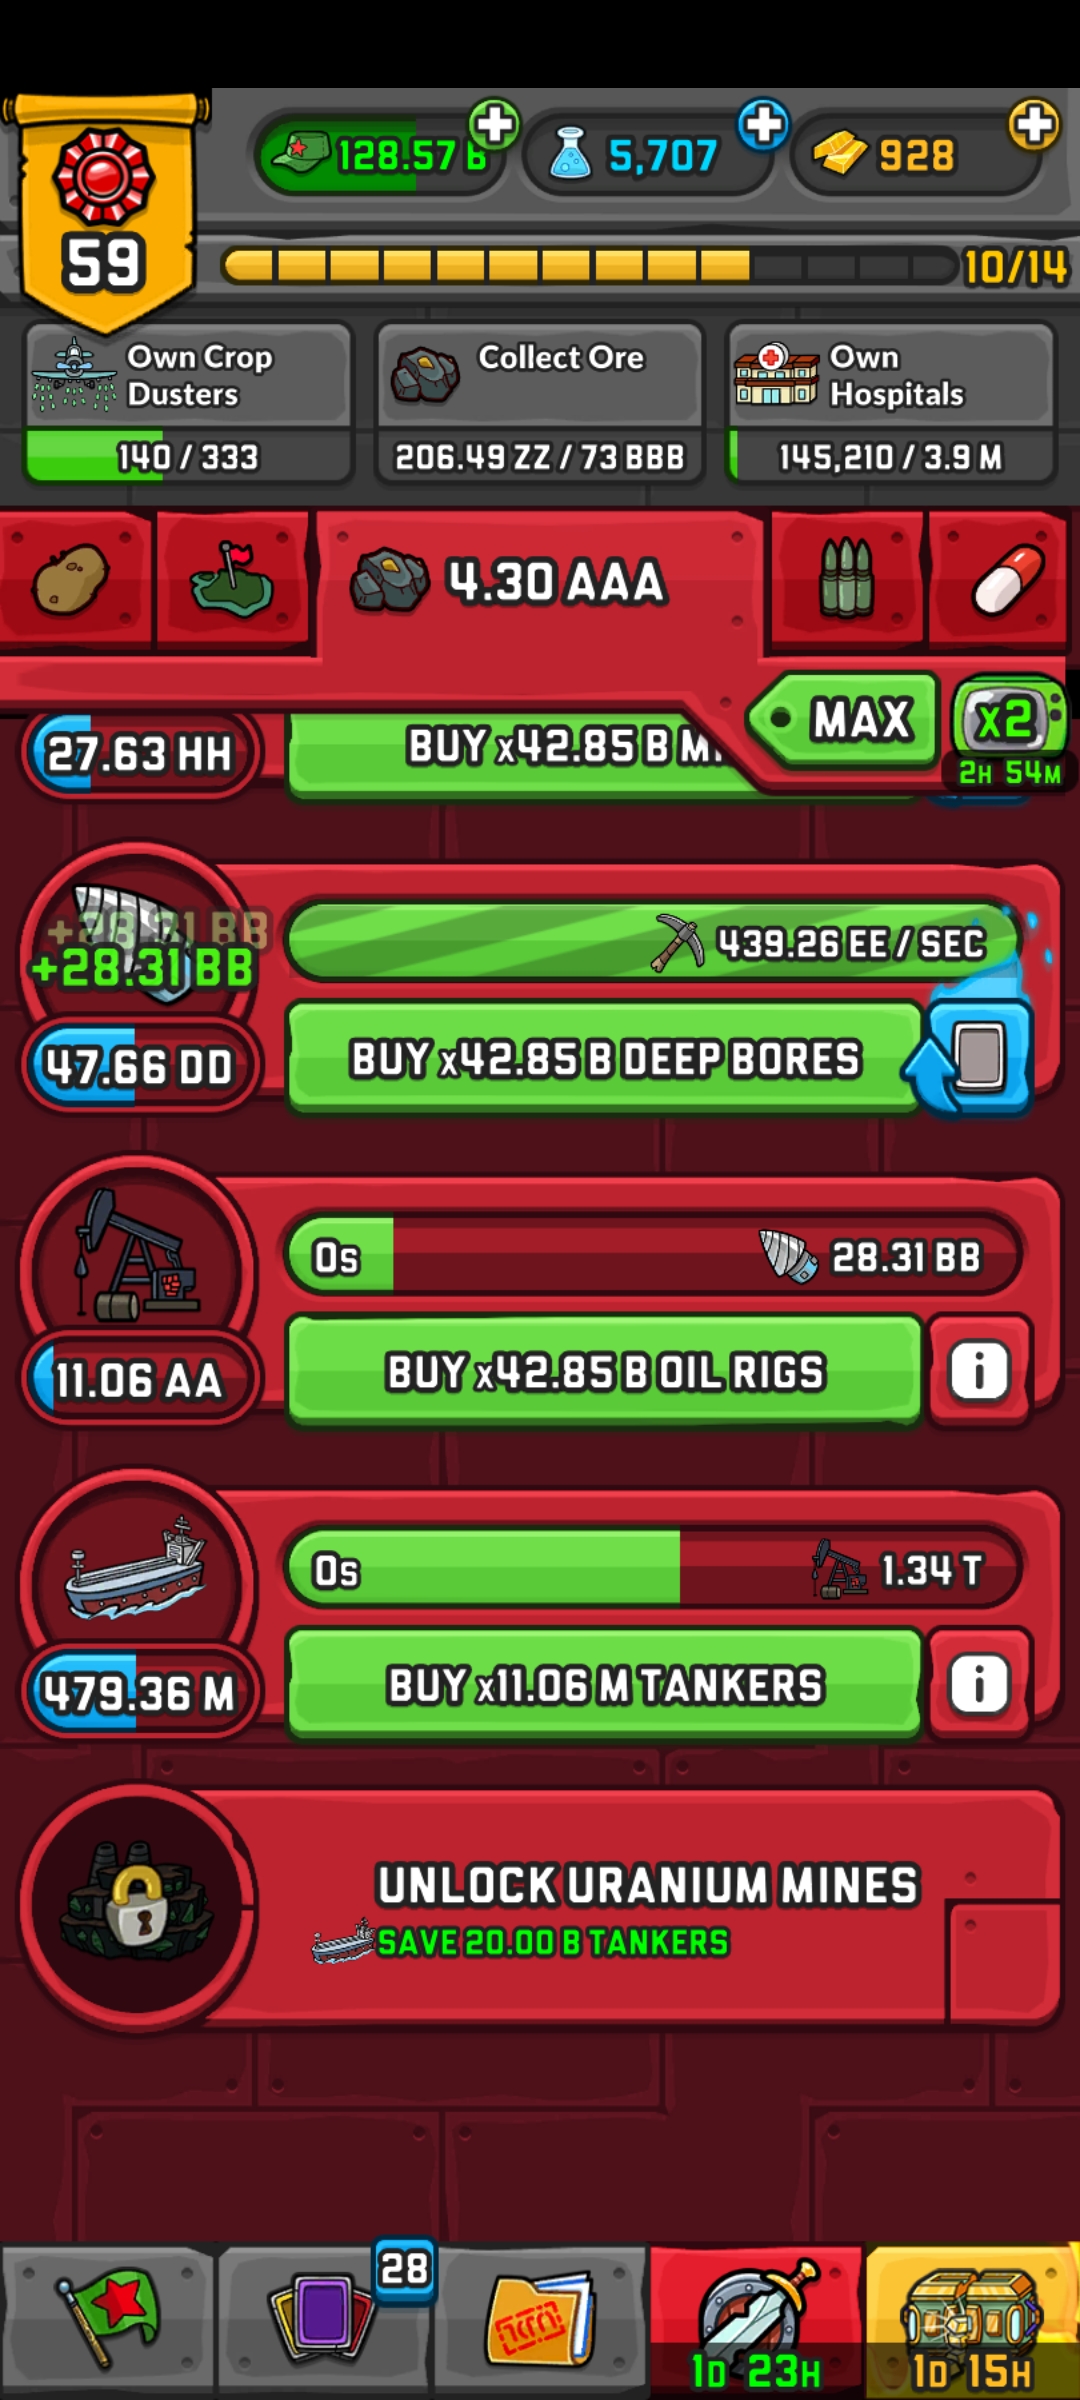 128.57 B
5,707
928
59
10/14
Own Crop Dusters
140 / 333
Collect Ore
206.49 ZZ / 73 BBB
Own Hospitals
145,210 / 3.9 M
4.30 AAA
MAX
x2
2H 54M
27.63 HH
BUY x42.85 B
+28.31 BB
+28.31 BB
439.26 EE / SEC
47.66 DD
BUY x42.85 B DEEP BORES
0s
28.31 BB
11.06 AA
BUY x42.85 B OIL RIGS
i
0s
1.34 T
479.36 M
BUY x11.06 M TANKERS
i
UNLOCK URANIUM MINES
SAVE 20.00 B TANKERS
28
1D 23H
1D 15H